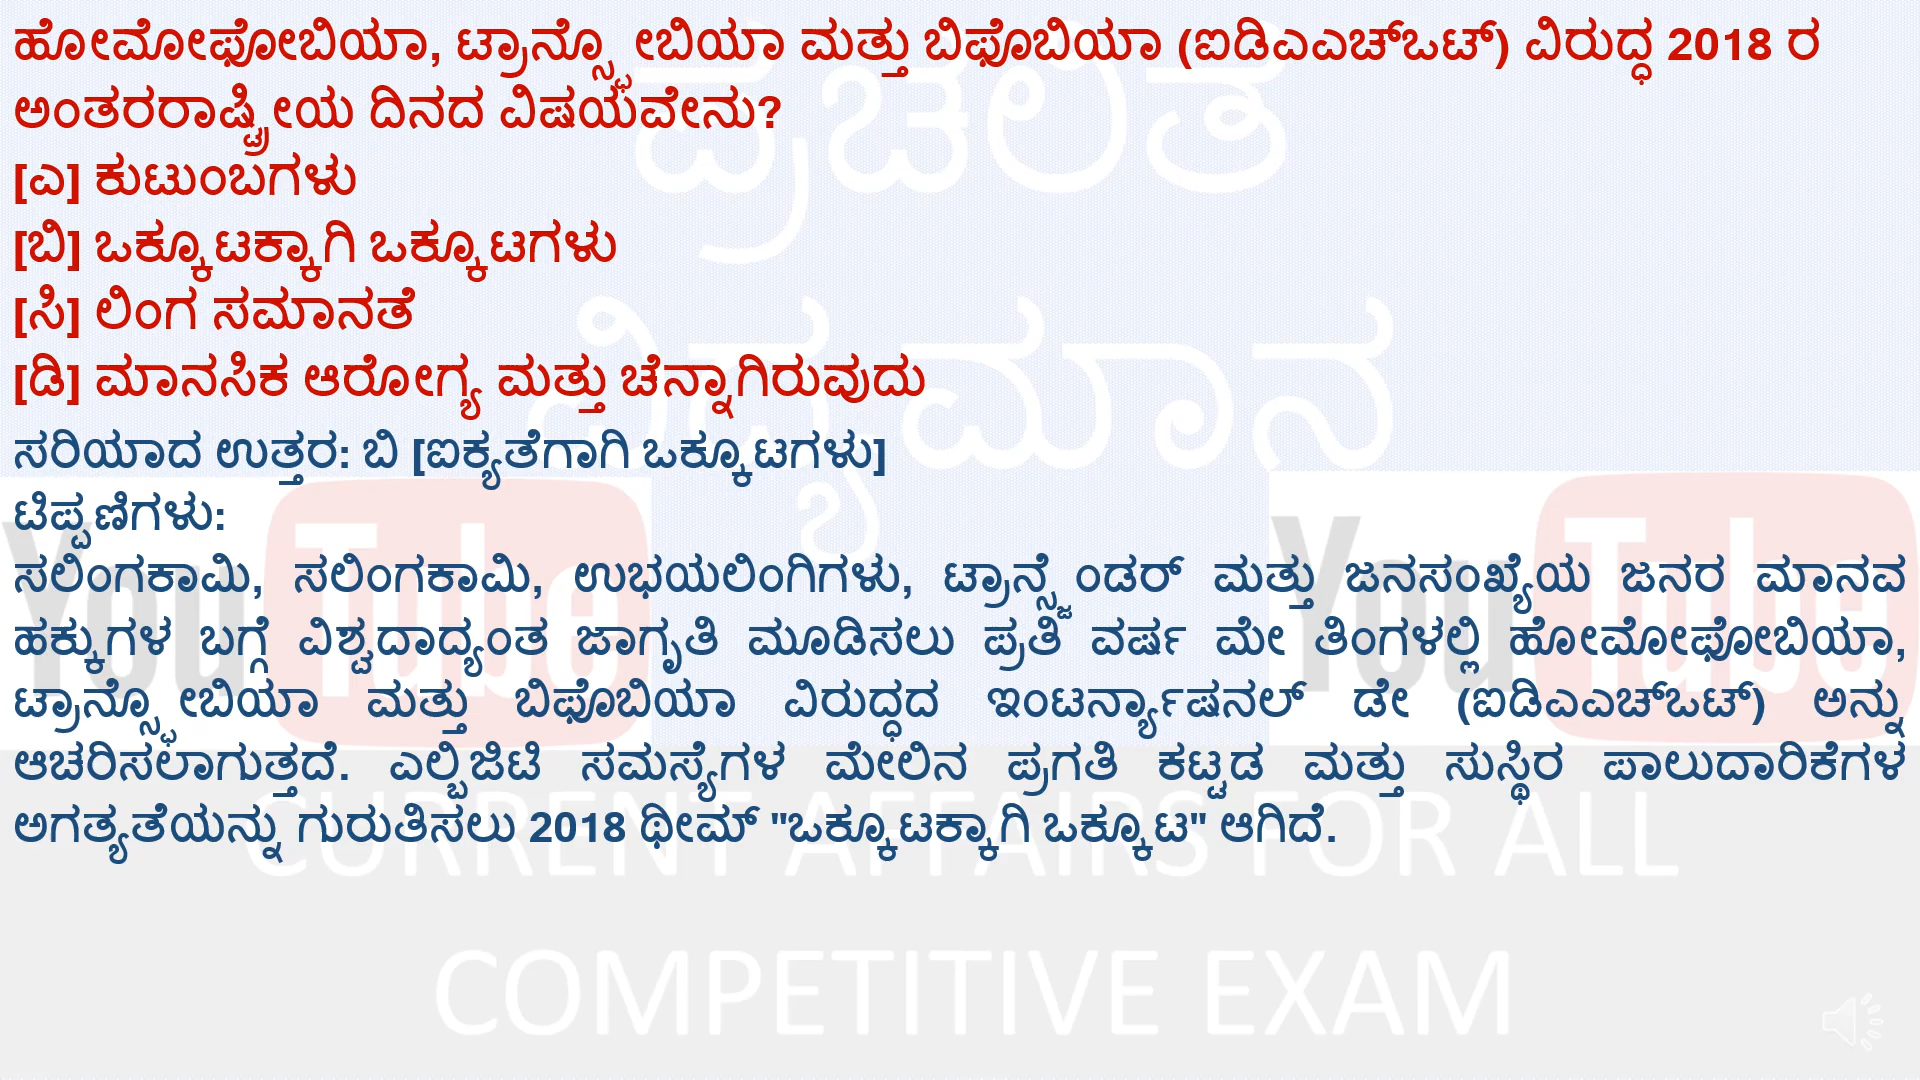 ಹೋಮೋಫೋಬಿಯಾ, ಟ್ರಾನ್ಸ್ಫೋಬಿಯಾ ಮತ್ತು ಬಿಫೊಬಿಯಾ (ಐಡಿಎಎಚ್ಒಟ್) ವಿರುದ್ಧ 2018 ರ
ಅಂತರರಾಷ್ಟ್ರೀಯ ದಿನದ ವಿಷಯವೇನು?
[ಎ] ಕುಟುಂಬಗಳು
[ಬಿ] ಒಕ್ಕೂಟಕ್ಕಾಗಿ ಒಕ್ಕೂಟಗಳು
[ಸಿ] ಲಿಂಗ ಸಮಾನತೆ
[ಡಿ] ಮಾನಸಿಕ ಆರೋಗ್ಯ ಮತ್ತು ಚೆನ್ನಾಗಿರುವುದು
ಸರಿಯಾದ ಉತ್ತರ: ಬಿ [ಐಕ್ಯತೆಗಾಗಿ ಒಕ್ಕೂಟಗಳು]
ಟಿಪ್ಪಣಿಗಳು:
ಸಲಿಂಗಕಾಮಿ, ಸಲಿಂಗಕಾಮಿ, ಉಭಯಲಿಂಗಿಗಳು, ಟ್ರಾನ್ಸ್ಜೆಂಡರ್ ಮತ್ತು ಜನಸಂಖ್ಯೆಯ ಜನರ ಮಾನವ
ಹಕ್ಕುಗಳ ಬಗ್ಗೆ ವಿಶ್ವದಾದ್ಯಂತ ಜಾಗೃತಿ ಮೂಡಿಸಲು ಪ್ರತಿ ವರ್ಷ ಮೇ ತಿಂಗಳಲ್ಲಿ ಹೋಮೋಫೋಬಿಯಾ,
ಟ್ರಾನ್ಸ್ಫೋಬಿಯಾ ಮತ್ತು ಬಿಫೊಬಿಯಾ ವಿರುದ್ಧದ ಇಂಟರ್ನ್ಯಾಷನಲ್ ಡೇ (ಐಡಿಎಎಚ್ಒಟ್) ಅನ್ನು
ಆಚರಿಸಲಾಗುತ್ತದೆ. ಎಲ್ಬಿಜಿಟಿ ಸಮಸ್ಯೆಗಳ ಮೇಲಿನ ಪ್ರಗತಿ ಕಟ್ಟಡ ಮತ್ತು ಸುಸ್ಥಿರ ಪಾಲುದಾರಿಕೆಗಳ
ಅಗತ್ಯತೆಯನ್ನು ಗುರುತಿಸಲು 2018 ಥೀಮ್ "ಒಕ್ಕೂಟಕ್ಕಾಗಿ ಒಕ್ಕೂಟ" ಆಗಿದೆ.
ಪ್ರಚಲಿತ
ವಿದ್ಯಮಾನ
YouTube YouTube
CURRENT AFFAIRS FOR ALL
COMPETITIVE EXAM